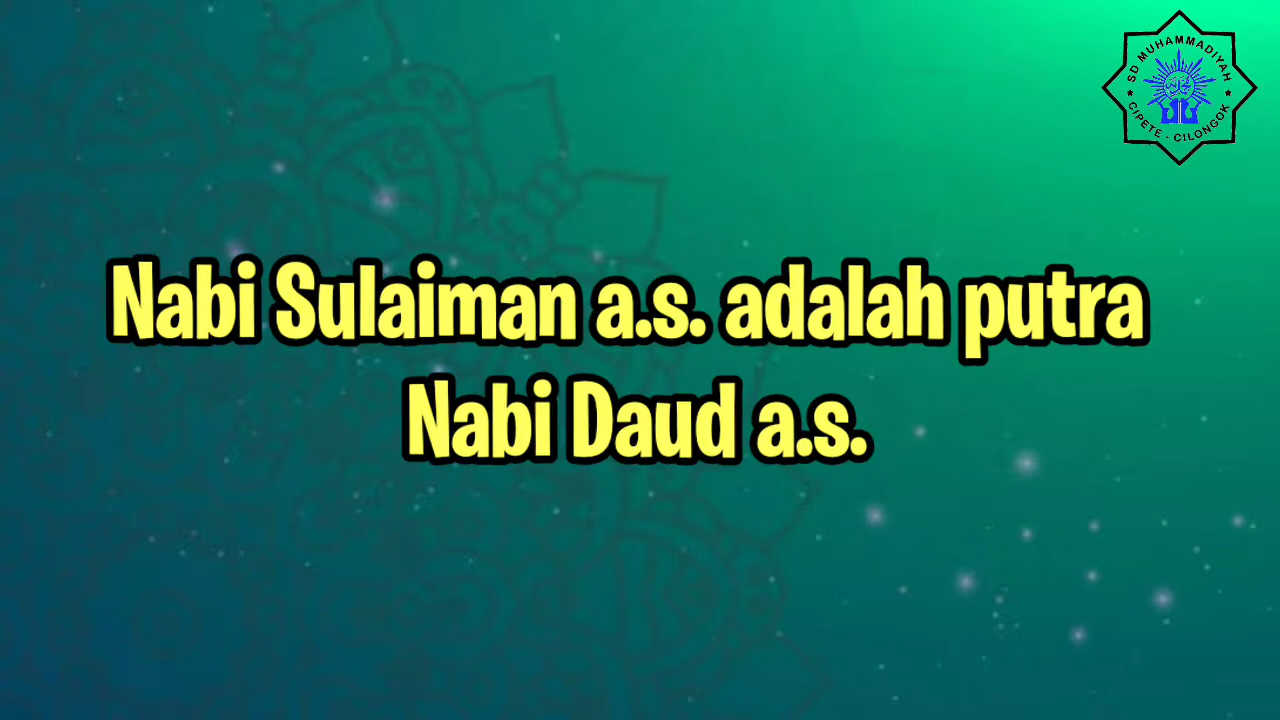 SD MUHAMMADIYAH
CIPETE - CILONGOK
Nabi Sulaiman a.s. adalah putra
Nabi Daud a.s.